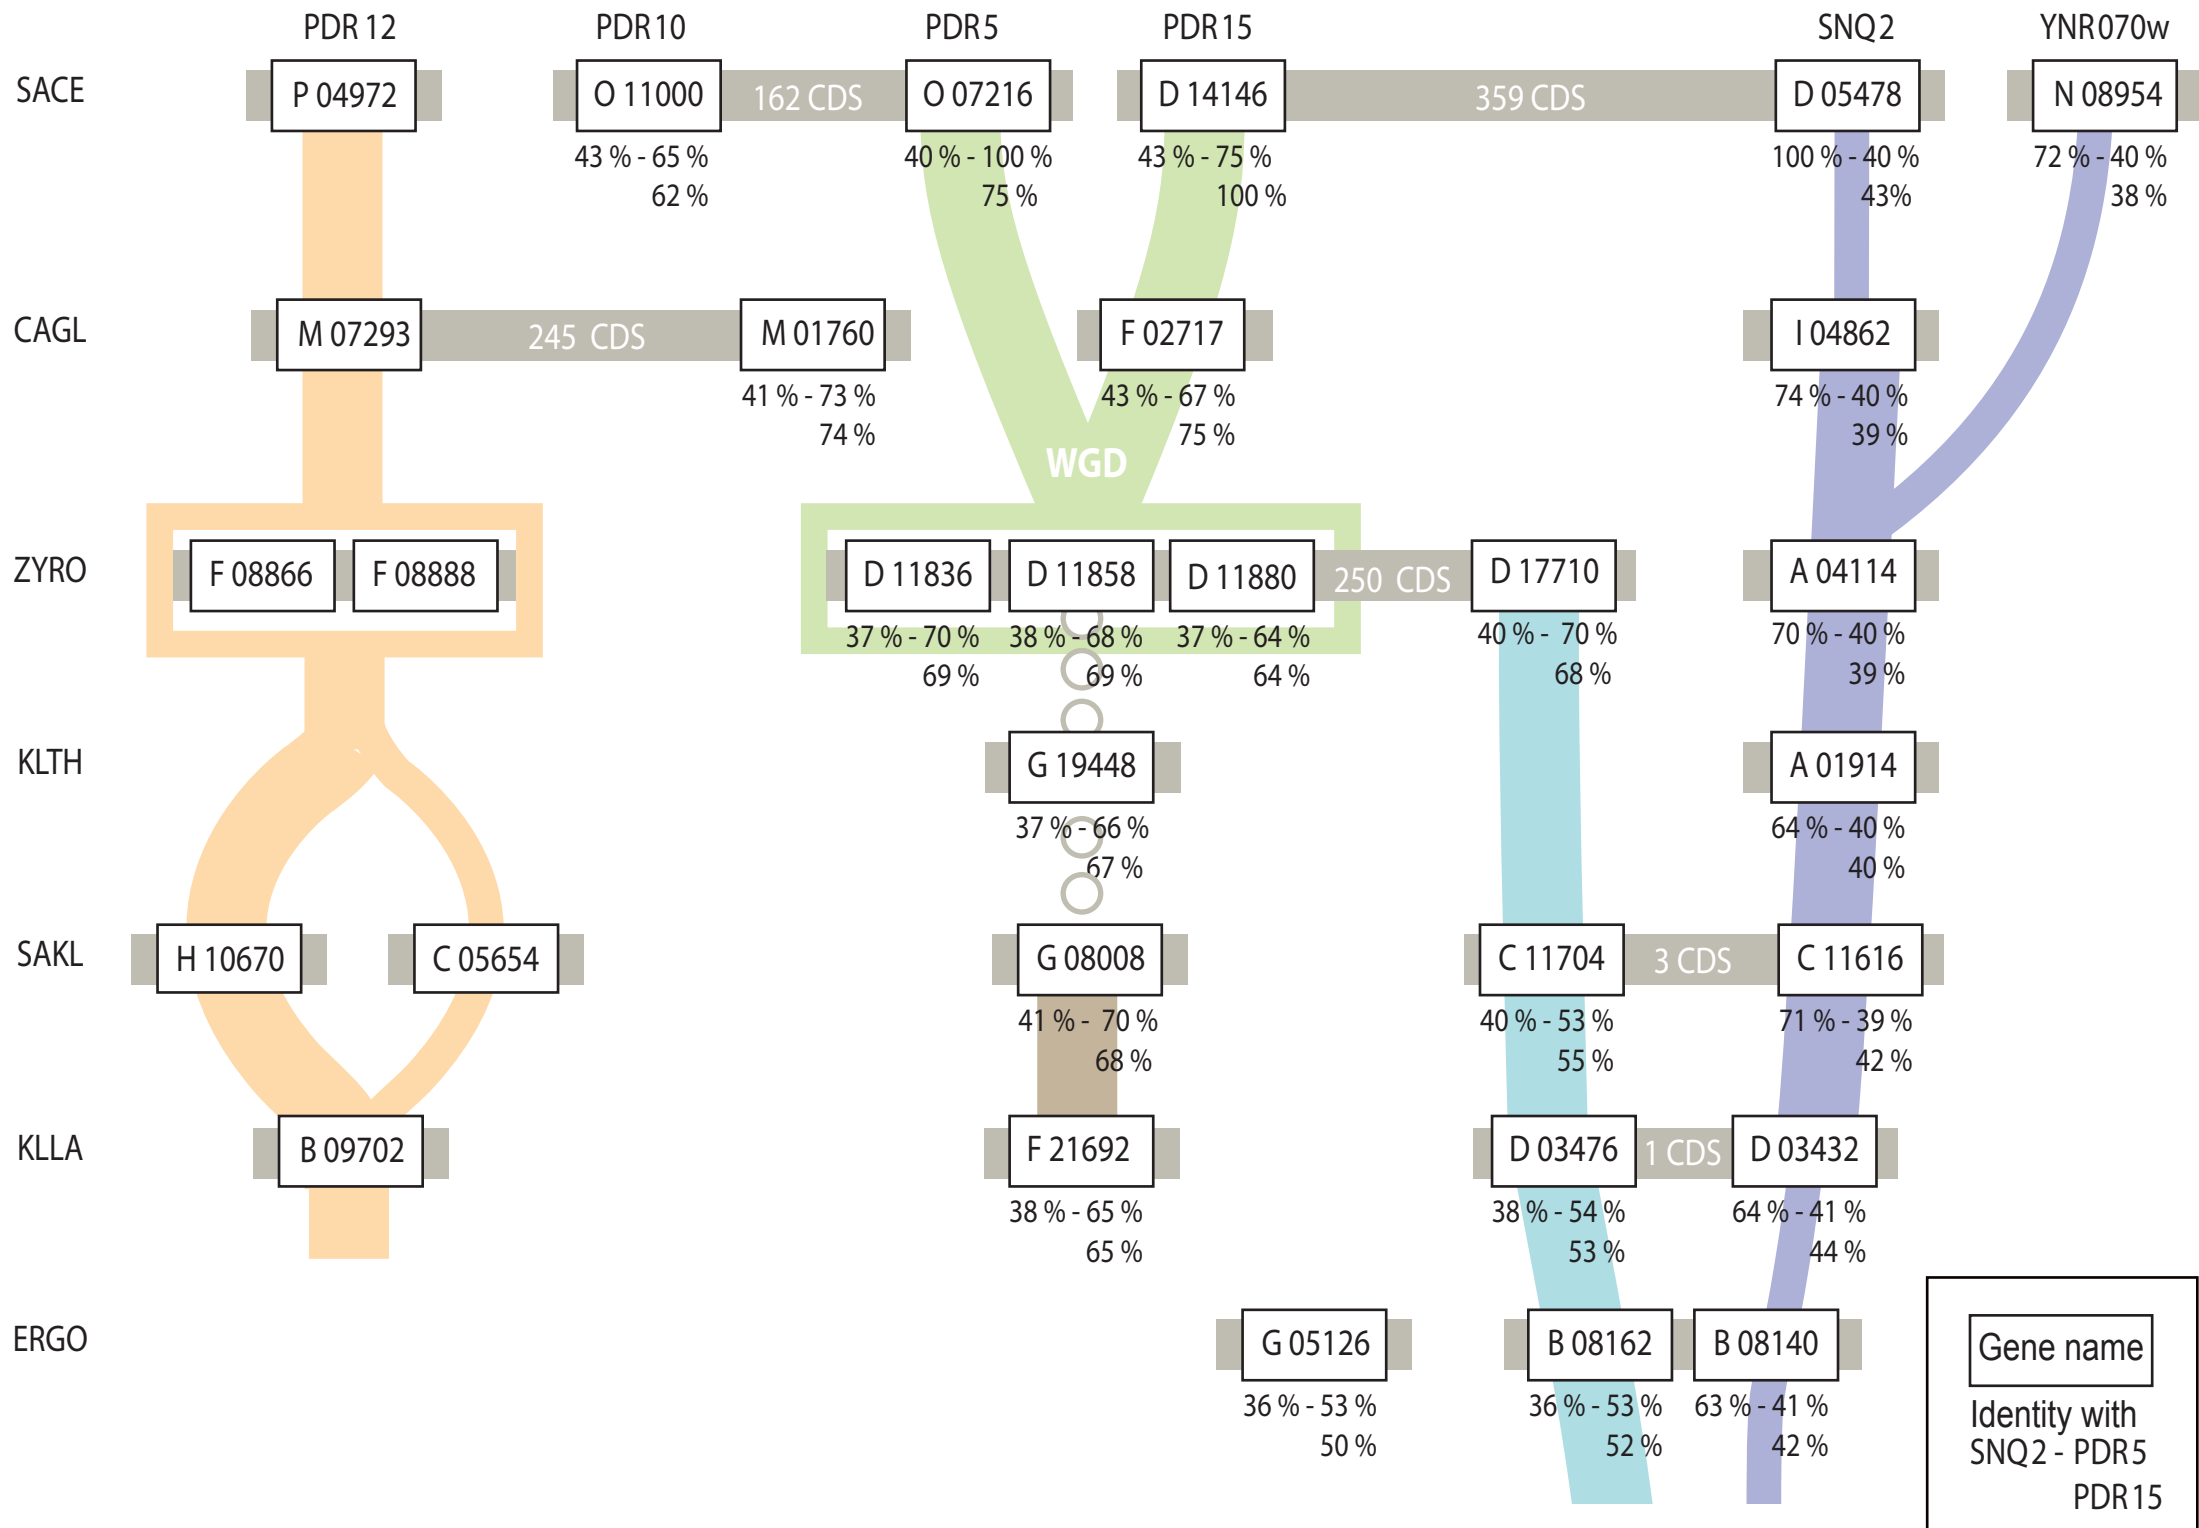 PDR12 PDR10 PDR5 PDR15 SNQ2 YNR070w
SACE P 04972 O 11000 162 CDS O 07216 D 14146 359 CDS D 05478 N 08954
43 % - 65 % 40 % - 100 % 43 % - 75 % 100 % - 40 % 72 % - 40 %
62 % 75 % 100 % 43% 38 %
CAGL M 07293 245 CDS M 01760 F 02717 I 04862
41 % - 73 % 43 % - 67 % 74 % - 40 %
74 % 75 % 39 %
WGD
ZYRO F 08866 F 08888 D 11836 D 11858 D 11880 250 CDS D 17710 A 04114
37 % - 70 % 38 % - 68 % 37 % - 64 % 40 % - 70 % 70 % - 40 %
69 % 69 % 64 % 68 % 39 %
KLTH G 19448 A 01914
37 % - 66 % 64 % - 40 %
67 % 40 %
SAKL H 10670 C 05654 G 08008 C 11704 3 CDS C 11616
41 % - 70 % 40 % - 53 % 71 % - 39 %
68 % 55 % 42 %
KLLA B 09702 F 21692 D 03476 1 CDS D 03432
38 % - 65 % 38 % - 54 % 64 % - 41 %
65 % 53 % 44 %
ERGO G 05126 B 08162 B 08140
36 % - 53 % 36 % - 53 % 63 % - 41 %
50 % 52 % 42 %
Gene name
Identity with
SNQ2 - PDR5
PDR15